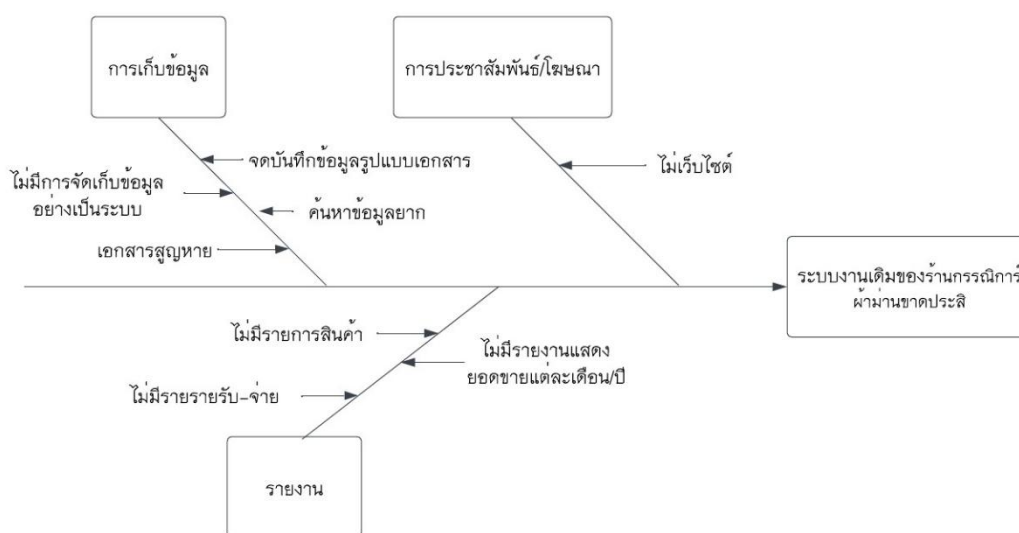 การเก็บข้อมูล
การประชาสัมพันธ์/โฆษณา
จดบันทึกข้อมูลรูปแบบเอกสาร
ไม่เว็บไซต์
ไม่มีการจัดเก็บข้อมูล
อย่างเป็นระบบ
ค้นหาข้อมูลยาก
เอกสารสูญหาย
ระบบงานเดิมของร้านกรรณิการ์
ผ้าม่านขาดประสิ
ไม่มีรายการสินค้า
ไม่มีรายงานแสดง
ยอดขายแต่ละเดือน/ปี
ไม่มีรายรายรับ-จ่าย
รายงาน